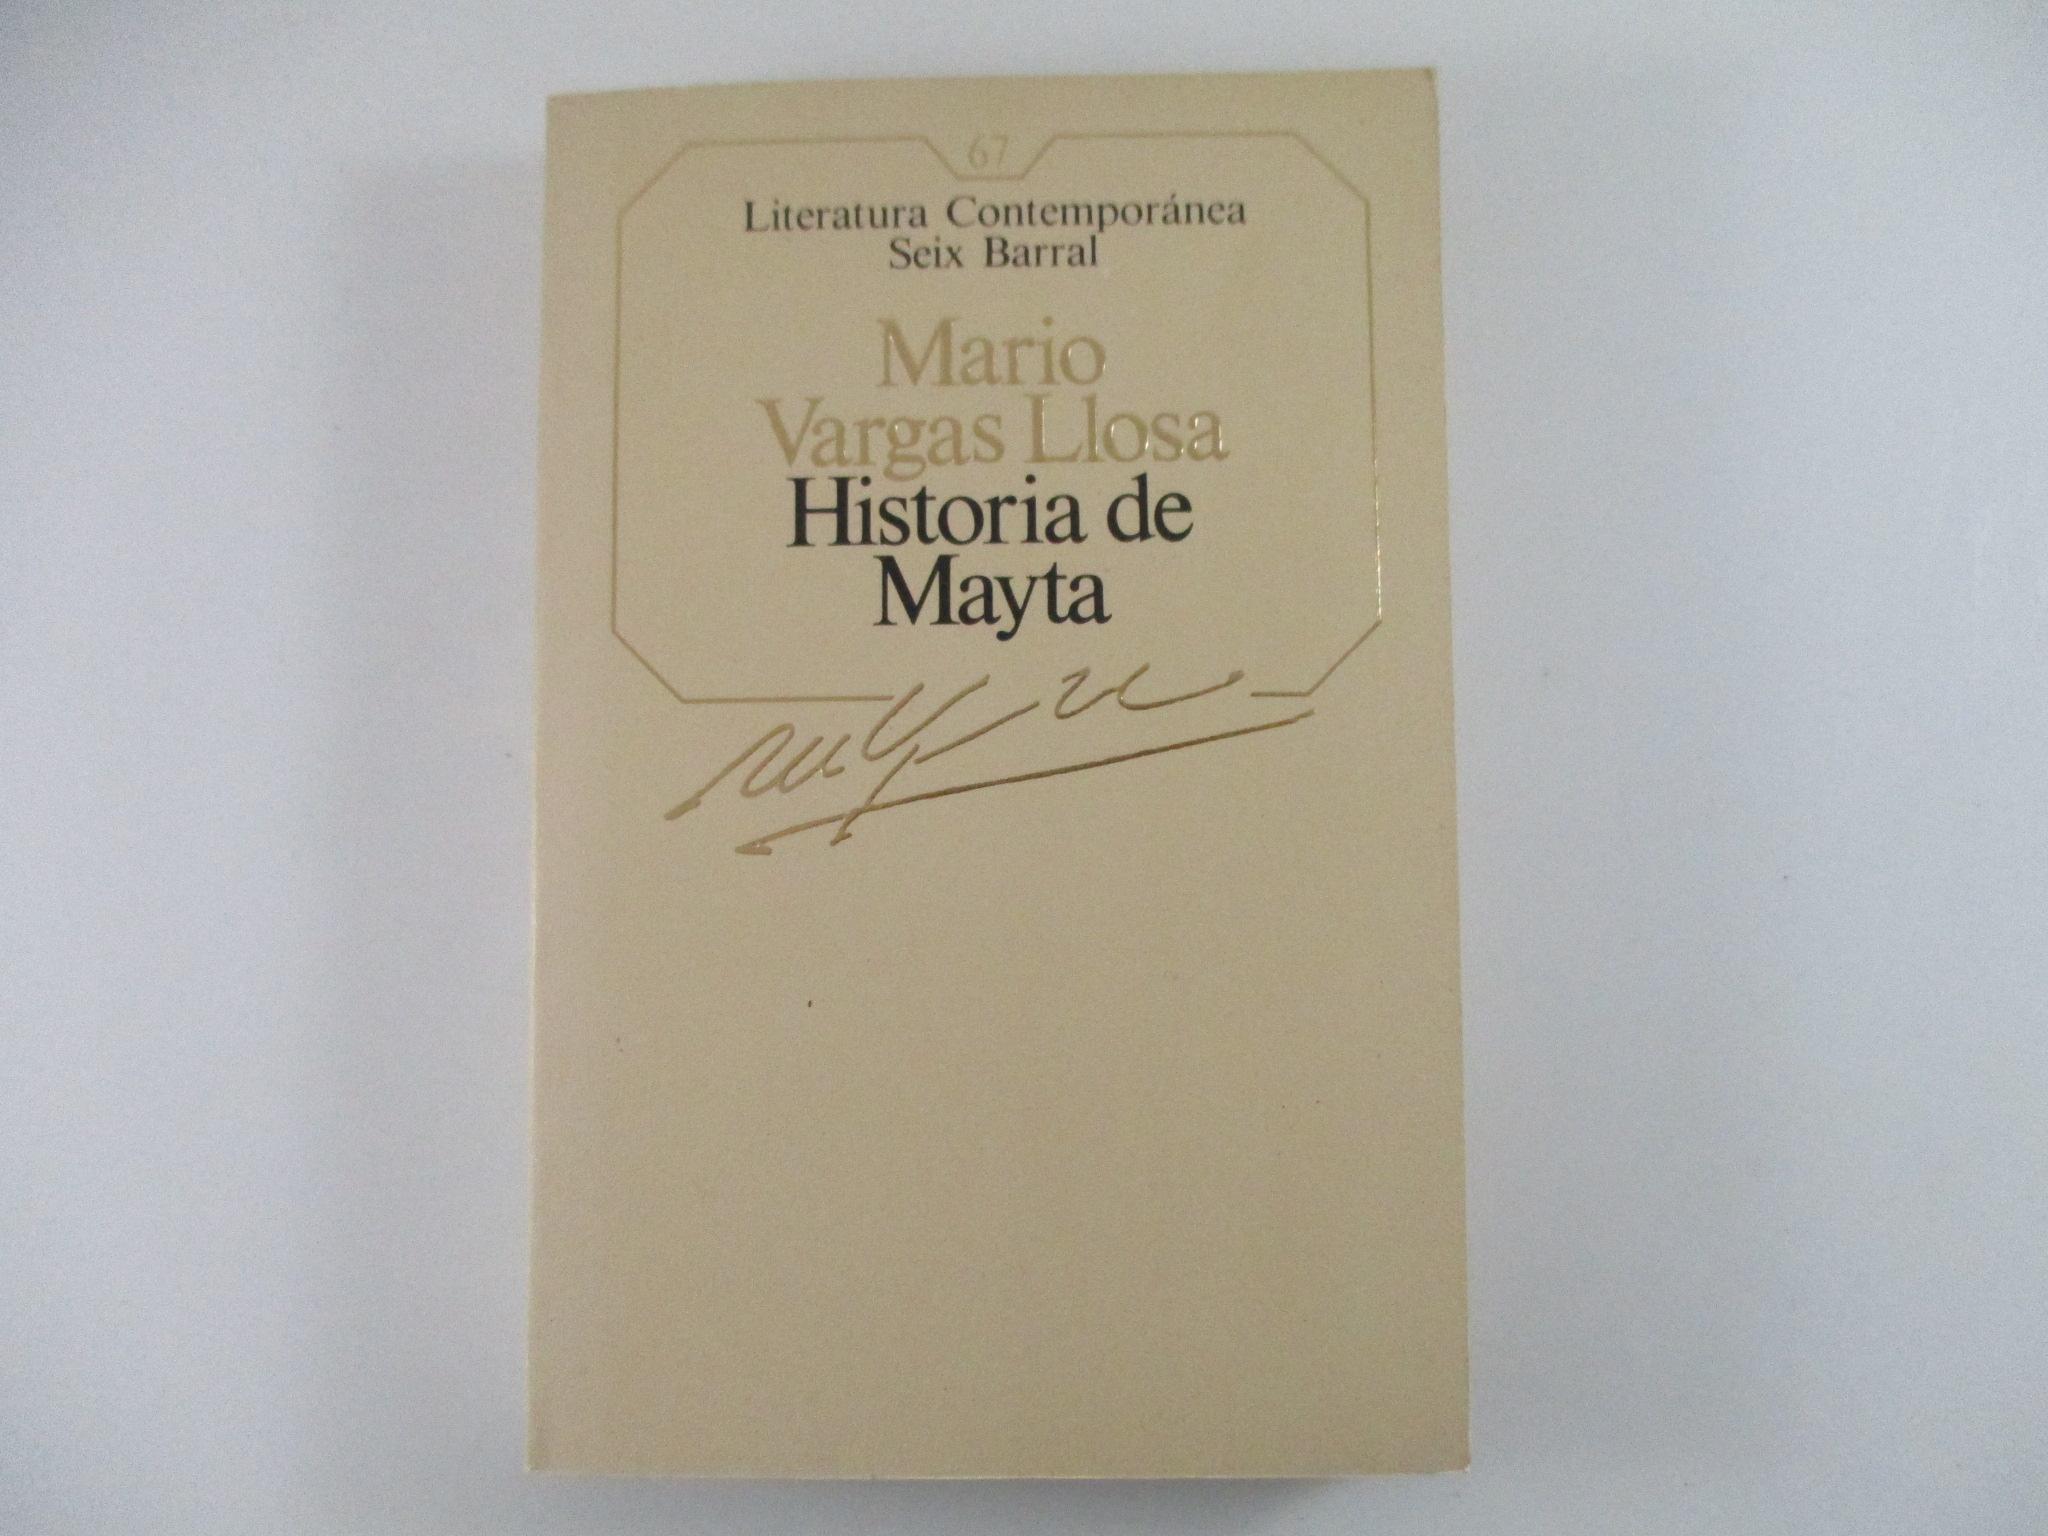 67
Literatura Contemporánea
Seix Barral
Mario
Vargas Llosa
Historia de
Mayta